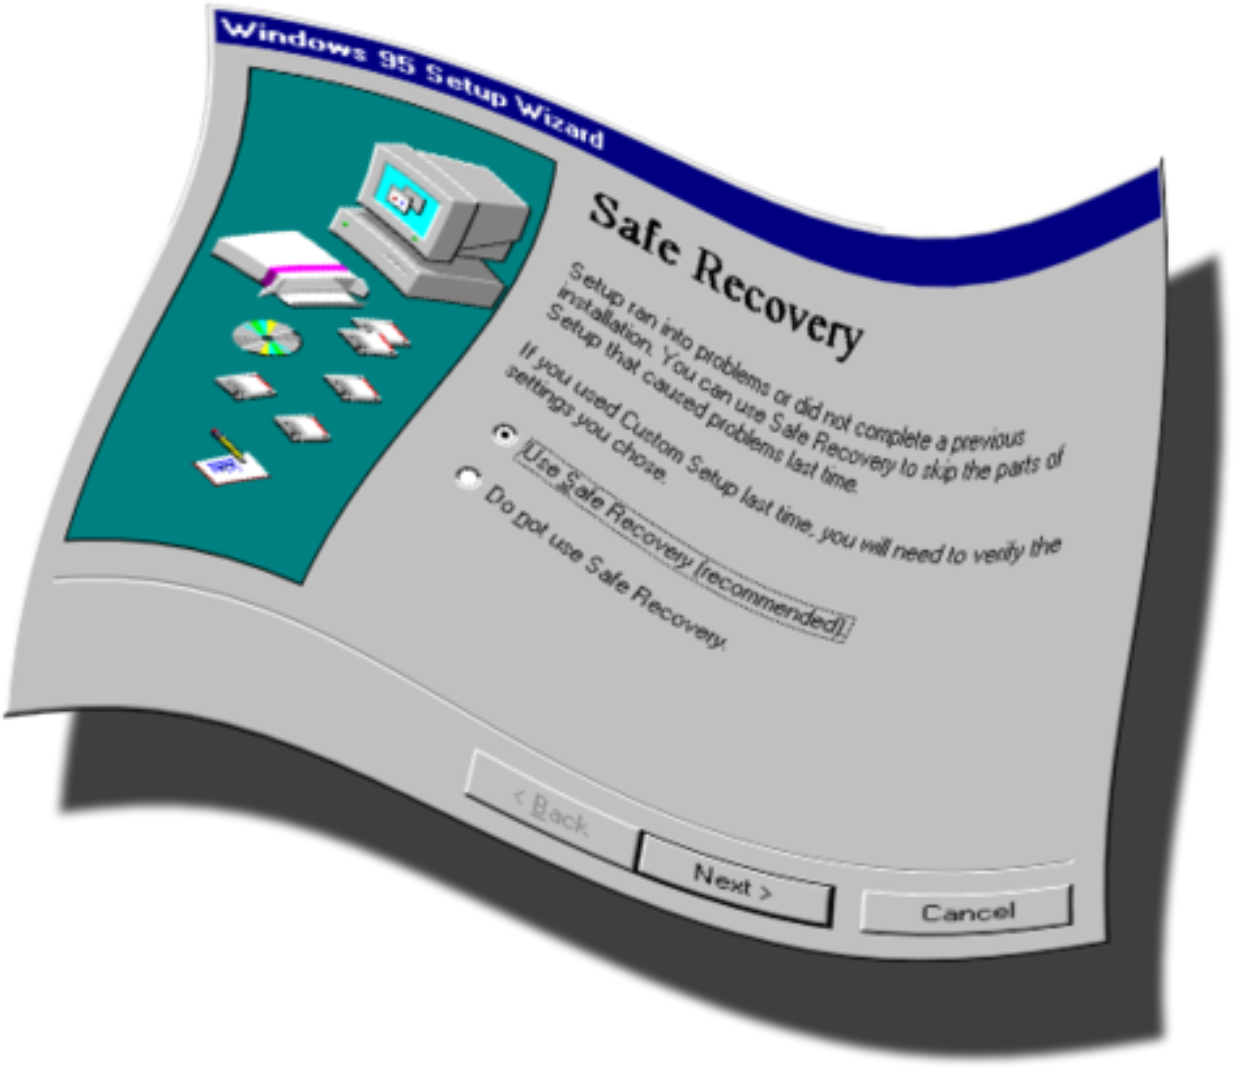 Windows 95 Setup Wizard
Safe Recovery
Setup ran into problems or did not complete a previous
installation. You can use Safe Recovery to skip the parts of
Setup that caused problems last time.
If you used Custom Setup last time, you will need to verify the
settings you chose.
Use Safe Recovery (recommended).
Do not use Safe Recovery.
< Back
Next >
Cancel